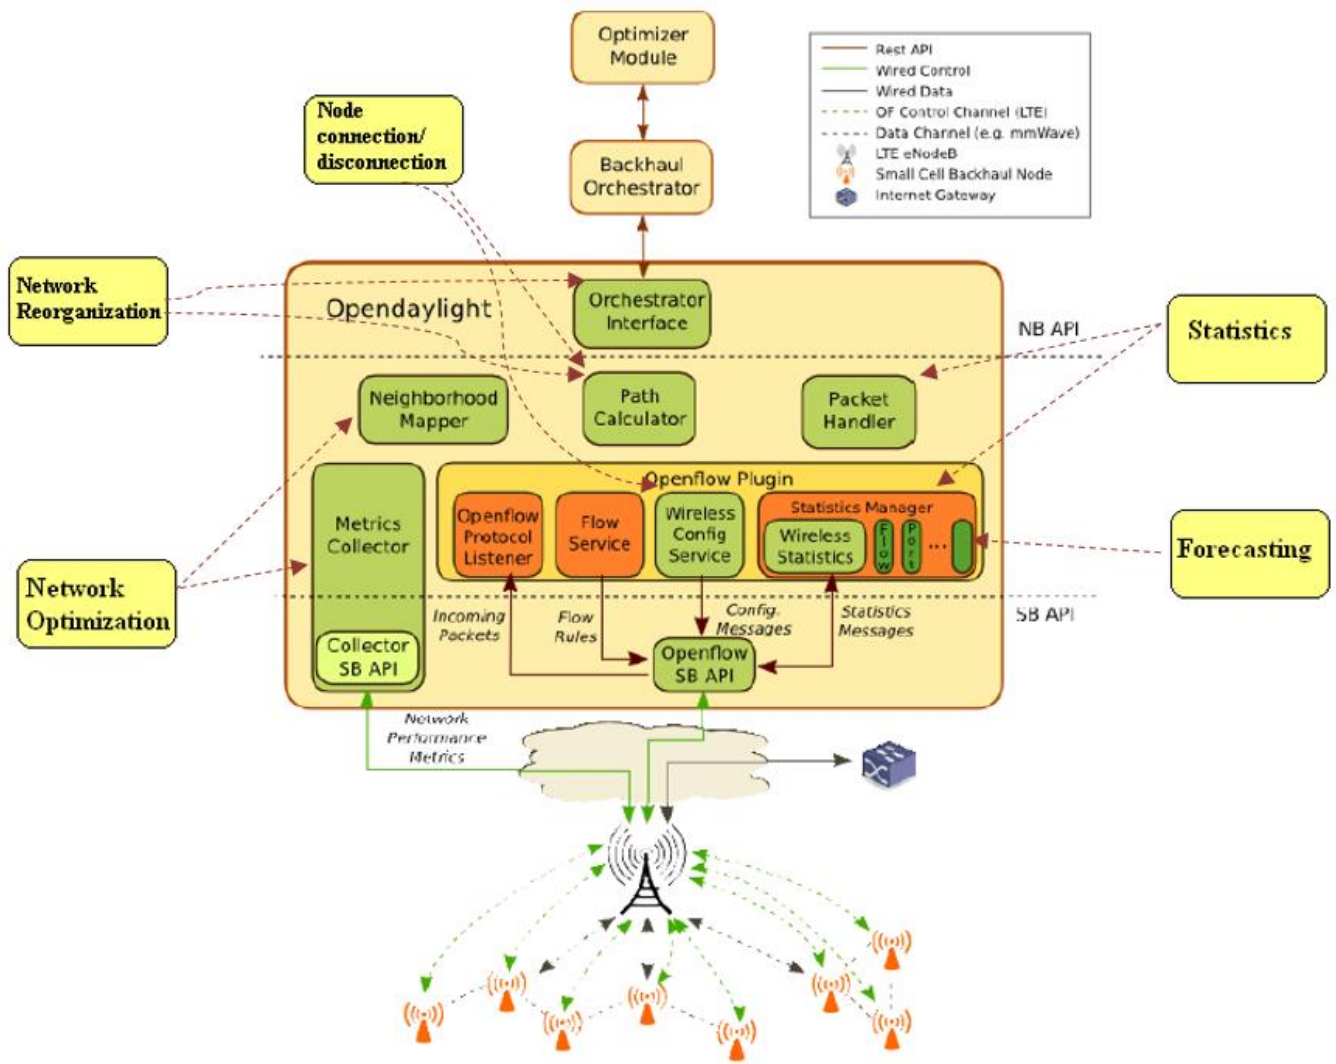 Optimizer
Module
Rest API
Wired Control
Wired Data
OF Control Channel (LTE)
Data Channel (e.g. mmWave)
LTE eNodeB
Small Cell Backhaul Node
Internet Gateway
Node
connection/
disconnection
Backhaul
Orchestrator
Network
Reorganization
Opendaylight
Orchestrator
Interface
NB API
Statistics
Neighborhood
Mapper
Path
Calculator
Packet
Handler
Openflow Plugin
Metrics
Collector
Openflow
Protocol
Listener
Flow
Service
Wireless
Config
Service
Statistics Manager
Wireless
Statistics
Flow
Port
...
Forecasting
Network
Optimization
Incoming
Packets
Flow
Rules
Config.
Messages
Statistics
Messages
SB API
Collector
SB API
Openflow
SB API
Network
Performance
Metrics